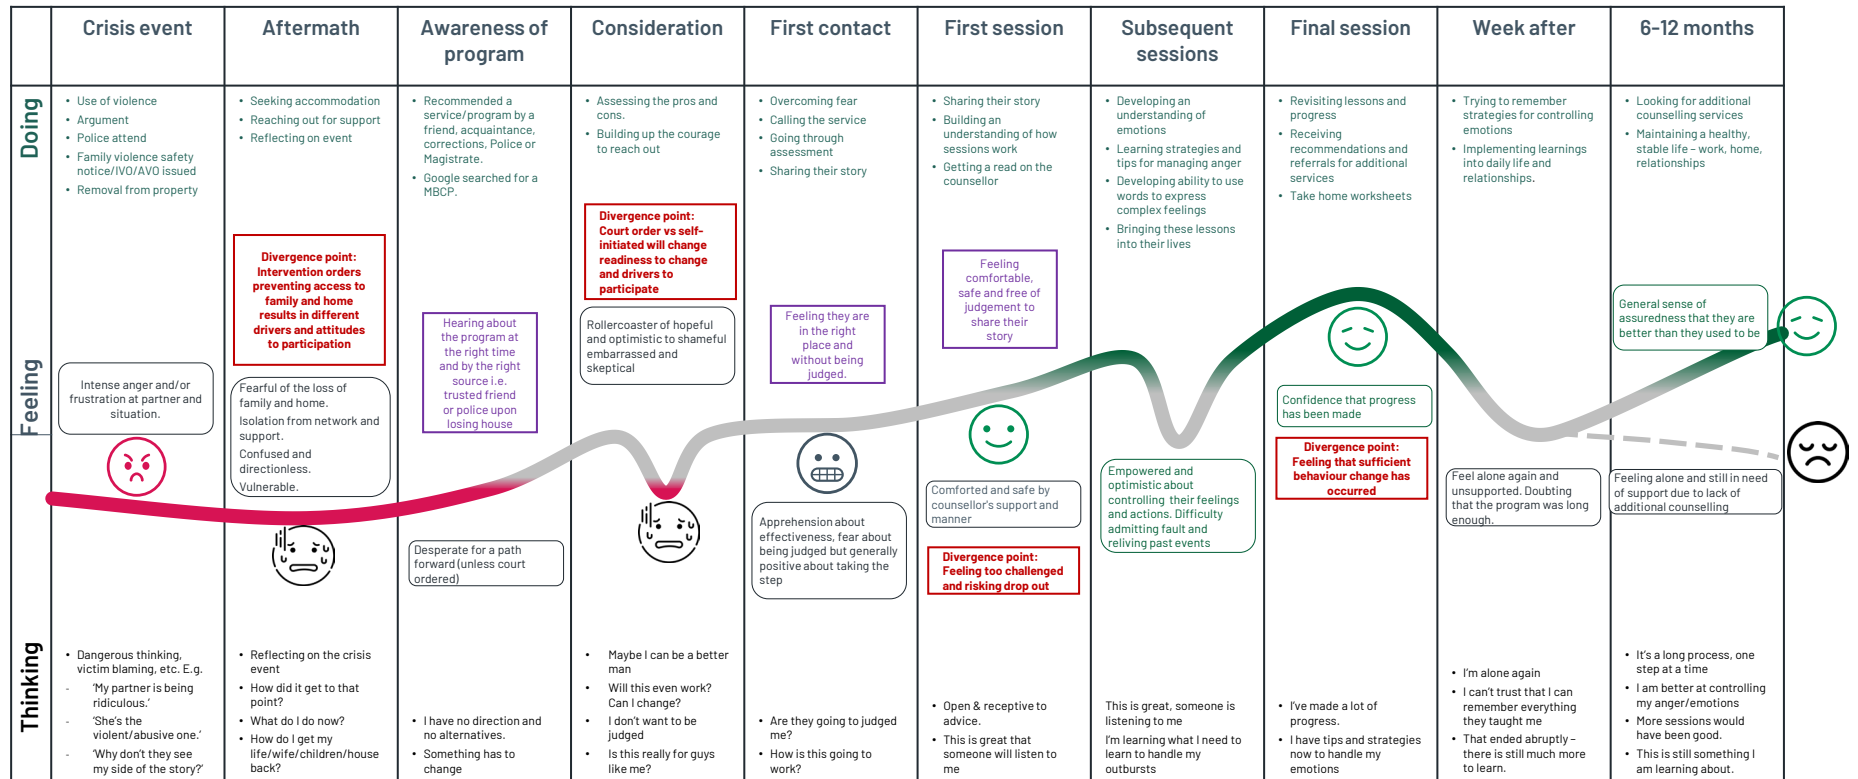 Crisis event
Aftermath
Awareness of
program
Consideration
First contact
First session
Subsequent
sessions
Final session
Week after
6-12 months
Doing
• Use of violence
• Argument
• Police attend
• Family violence safety
notice/IVO/AVO issued
• Removal from property
• Seeking accommodation
• Reaching out for support
• Reflecting on event
• Recommended a
service/program by a
friend, acquaintance,
corrections, Police or
Magistrate.
• Google searched for a
MBCP.
• Assessing the pros and
cons.
• Building up the courage
to reach out
• Overcoming fear
• Calling the service
• Going through
assessment
• Sharing their story
• Sharing their story
• Building an
understanding of how
sessions work
• Getting a read on the
counsellor
• Developing an
understanding of
emotions
• Learning strategies and
tips for managing anger
• Developing ability to use
words to express
complex feelings
• Bringing these lessons
into their lives
• Revisiting lessons and
progress
• Receiving
recommendations and
referrals for additional
services
• Take home worksheets
• Trying to remember
strategies for controlling
emotions
• Implementing learnings
into daily life and
relationships.
• Looking for additional
counselling services
• Maintaining a healthy,
stable life – work, home,
relationships
Feeling
Intense anger and/or
frustration at partner and
situation.
Divergence point:
Intervention orders
preventing access to
family and home
results in different
drivers and attitudes
to participation
Fearful of the loss of
family and home.
Isolation from network and
support.
Confused and
directionless.
Vulnerable.
Hearing about
the program at
the right time
and by the right
source i.e.
trusted friend
or police upon
losing house
Desperate for a path
forward (unless court
ordered)
Divergence point:
Court order vs self-
initiated will change
readiness to change
and drivers to
participate
Rollercoaster of hopeful
and optimistic to shameful
embarrassed and
skeptical
Feeling they are
in the right
place and
without being
judged.
Apprehension about
effectiveness, fear about
being judged but generally
positive about taking the
step
Feeling
comfortable,
safe and free of
judgement to
share their
story
Comforted and safe by
counsellor's support and
manner
Divergence point:
Feeling too challenged
and risking drop out
Empowered and
optimistic about
controlling their feelings
and actions. Difficulty
admitting fault and
reliving past events
Confidence that progress
has been made
Divergence point:
Feeling that sufficient
behaviour change has
occurred
Feel alone again and
unsupported. Doubting
that the program was long
enough.
General sense of
assuredness that they are
better than they used to be
Feeling alone and still in need
of support due to lack of
additional counselling
Thinking
• Dangerous thinking,
victim blaming, etc. E.g.
- ‘My partner is being
ridiculous.’
- ‘She’s the
violent/abusive one.’
- ‘Why don’t they see
my side of the story?’
• Reflecting on the crisis
event
• How did it get to that
point?
• What do I do now?
• How do I get my
life/wife/children/house
back?
• I have no direction and
no alternatives.
• Something has to
change
• Maybe I can be a better
man
• Will this even work?
Can I change?
• I don’t want to be
judged
• Is this really for guys
like me?
• Are they going to judged
me?
• How is this going to
work?
• Open & receptive to
advice.
• This is great that
someone will listen to
me
This is great, someone is
listening to me
I’m learning what I need to
learn to handle my
outbursts
• I’ve made a lot of
progress.
• I have tips and strategies
now to handle my
emotions
• I’m alone again
• I can’t trust that I can
remember everything
they taught me
• That ended abruptly –
there is still much more
to learn.
• It’s a long process, one
step at a time
• I am better at controlling
my anger/emotions
• More sessions would
have been good.
• This is still something I
am learning about.